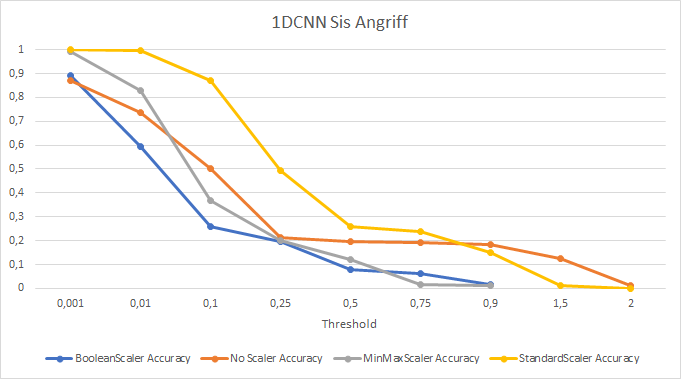 1DCNN Sis Angriff
1
0,9
0,8
0,7
0,6
0,5
0,4
0,3
0,2
0,1
0
0,001 0,01 0,1 0,25 0,5 0,75 0,9 1,5 2
Threshold
BooleanScaler Accuracy No Scaler Accuracy MinMaxScaler Accuracy StandardScaler Accuracy